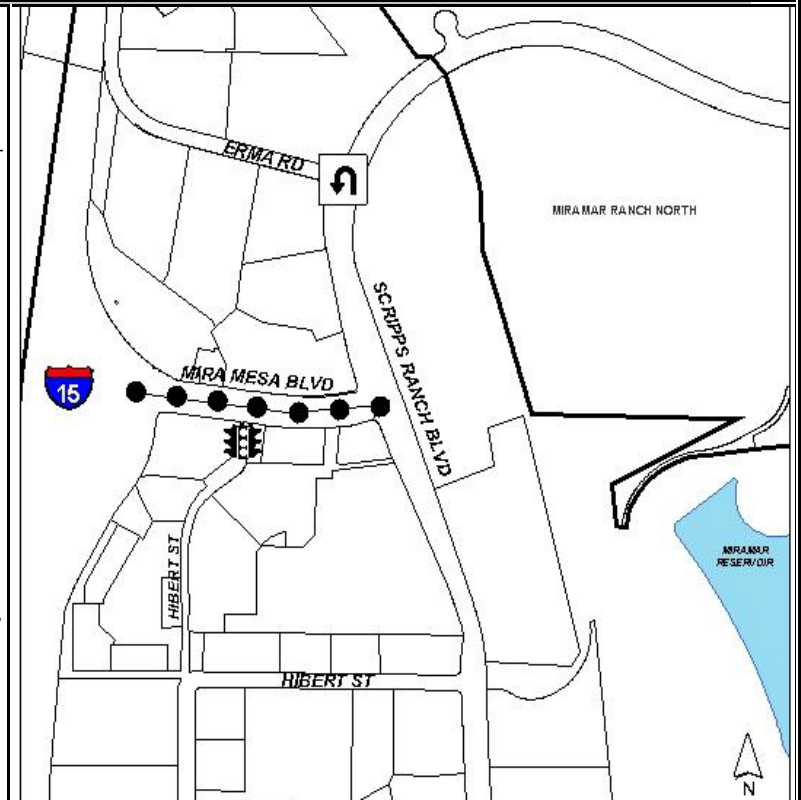 ERMA RD
MIRAMAR RANCH NORTH
SCRIPPS RANCH BLVD
MIRA MESA BLVD
15
HIBERT ST
MIRAMAR
RESERVOIR
HIBERT ST
N